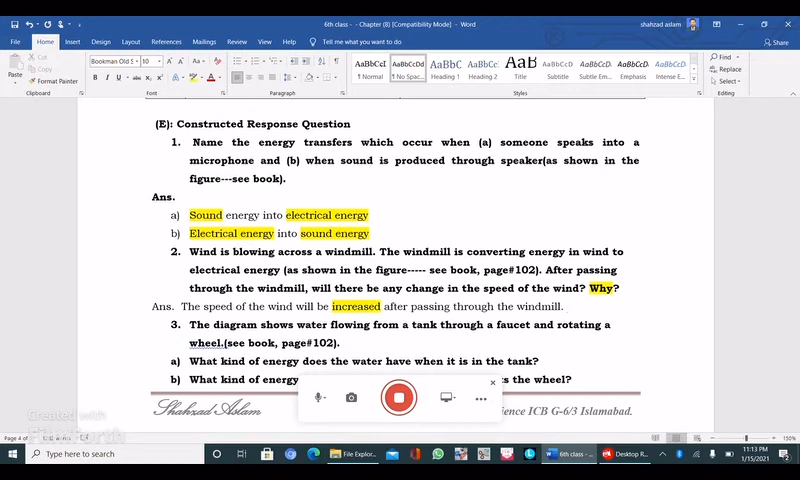 6th class - - Chapter (8) [Compatibility Mode] - Word
shahzad aslam
File Home Insert Design Layout References Mailings Review View Help Tell me what you want to do Share
Paste Cut Copy Format Painter
Bookman Old S 10
Clipboard Font Paragraph Styles Editing
AaBbCcI AaBbCcDd AaBbC AaBbCcI AaB AaBbCcD AaBbCcDt AaBbCcDt AaBbCcDt
¶ Normal ¶ No Spac... Heading 1 Heading 2 Title Subtitle Subtle Em... Emphasis Intense E...
Find Replace Select
(E): Constructed Response Question
1. Name the energy transfers which occur when (a) someone speaks into a
microphone and (b) when sound is produced through speaker(as shown in the
figure---see book).
Ans.
a) Sound energy into electrical energy
b) Electrical energy into sound energy
2. Wind is blowing across a windmill. The windmill is converting energy in wind to
electrical energy (as shown in the figure----- see book, page#102). After passing
through the windmill, will there be any change in the speed of the wind? Why?
Ans. The speed of the wind will be increased after passing through the windmill.
3. The diagram shows water flowing from a tank through a faucet and rotating a
wheel.(see book, page#102).
a) What kind of energy does the water have when it is in the tank?
b) What kind of energy the wheel?
Shahzad Aslam ience ICB G-6/3 Islamabad.
Created with
Page 4 of words 150%
Type here to search
File Explor... 6th class - ... Desktop R...
11:13 PM
1/15/2021